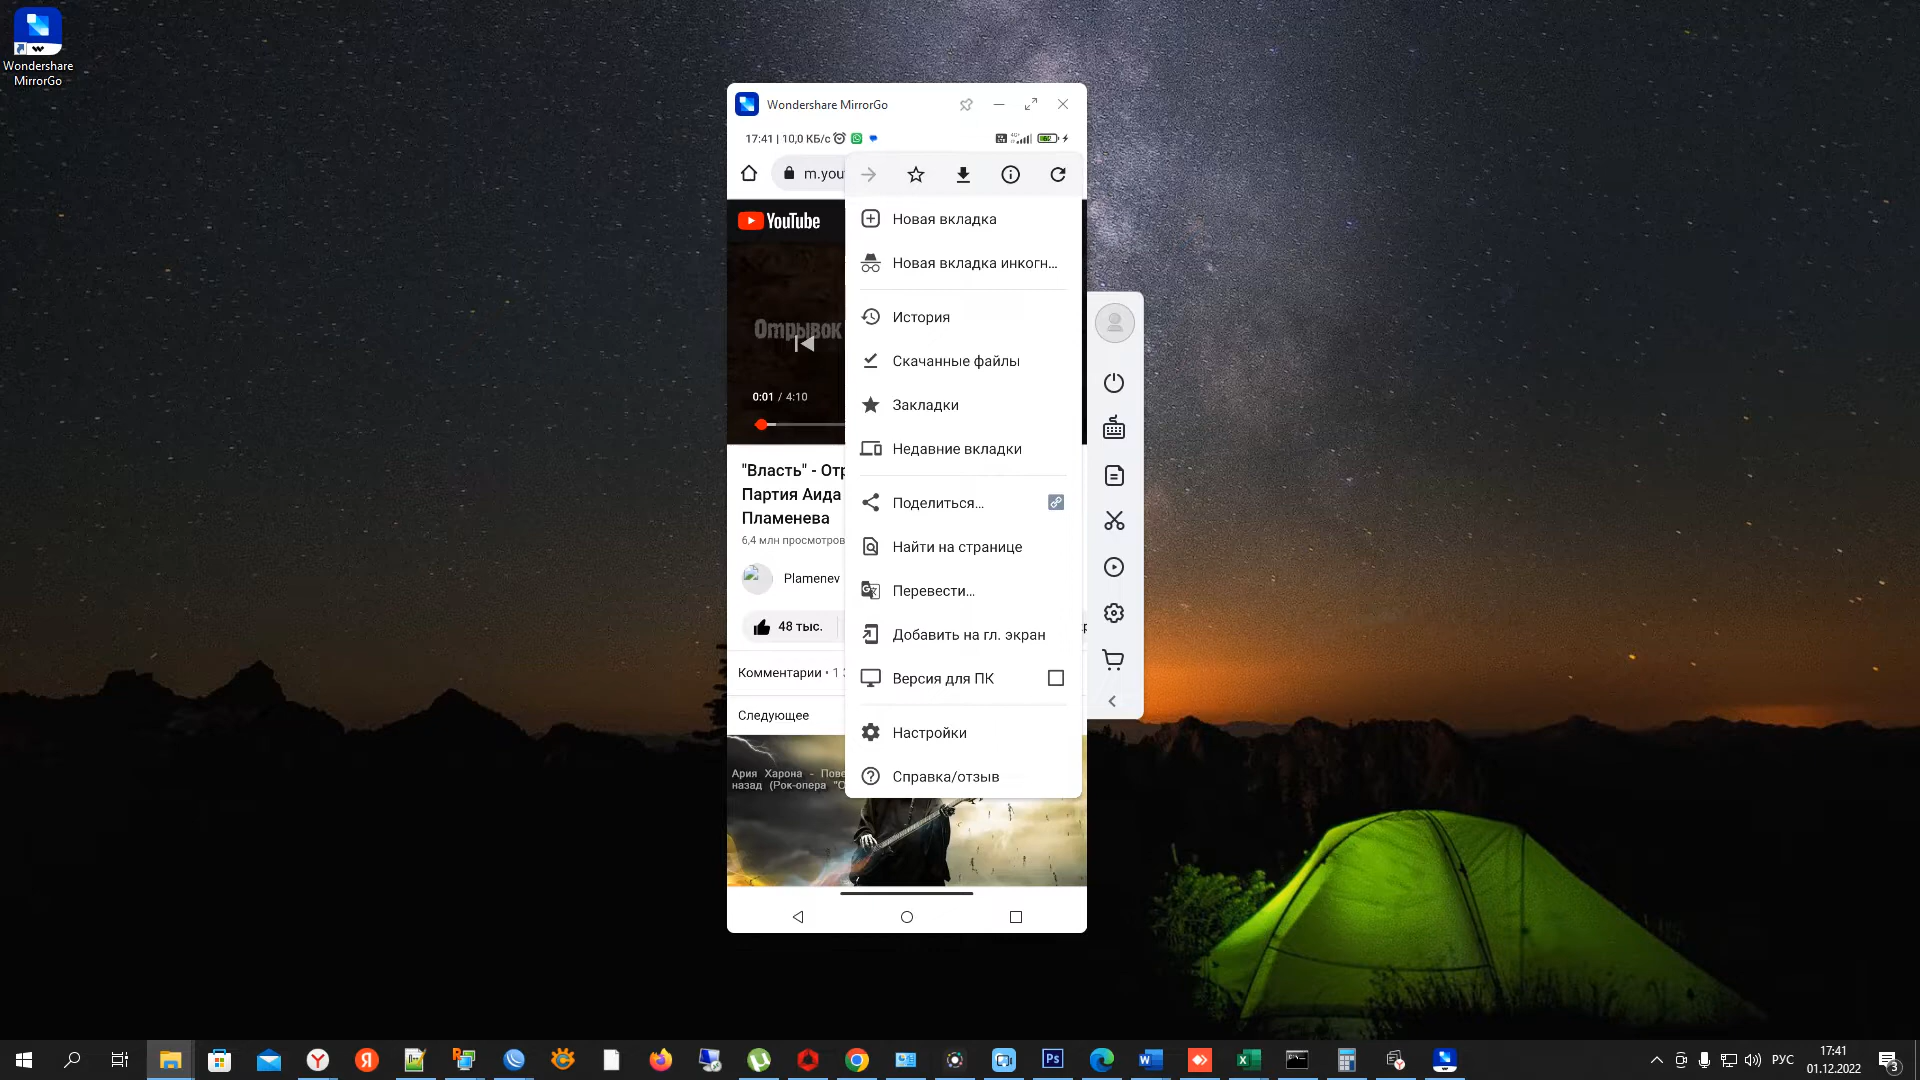 Wondershare
MirrorGo
Wondershare MirrorGo
17:41 | 10,0 КБ/с
m.you
YouTube
Отрывок
0:01 / 4:10
"Власть" - Отр
Партия Аида
Пламенева
6,4 млн просмотров
Plamenev
48 тыс.
Комментарии • 1
Следующее
Ария Харона - Пове
назад (Рок-опера "О
Новая вкладка
Новая вкладка инкогн...
История
Скачанные файлы
Закладки
Недавние вкладки
Поделиться...
Найти на странице
Перевести...
Добавить на гл. экран
Версия для ПК
Настройки
Справка/отзыв
РУС
17:41
01.12.2022
3